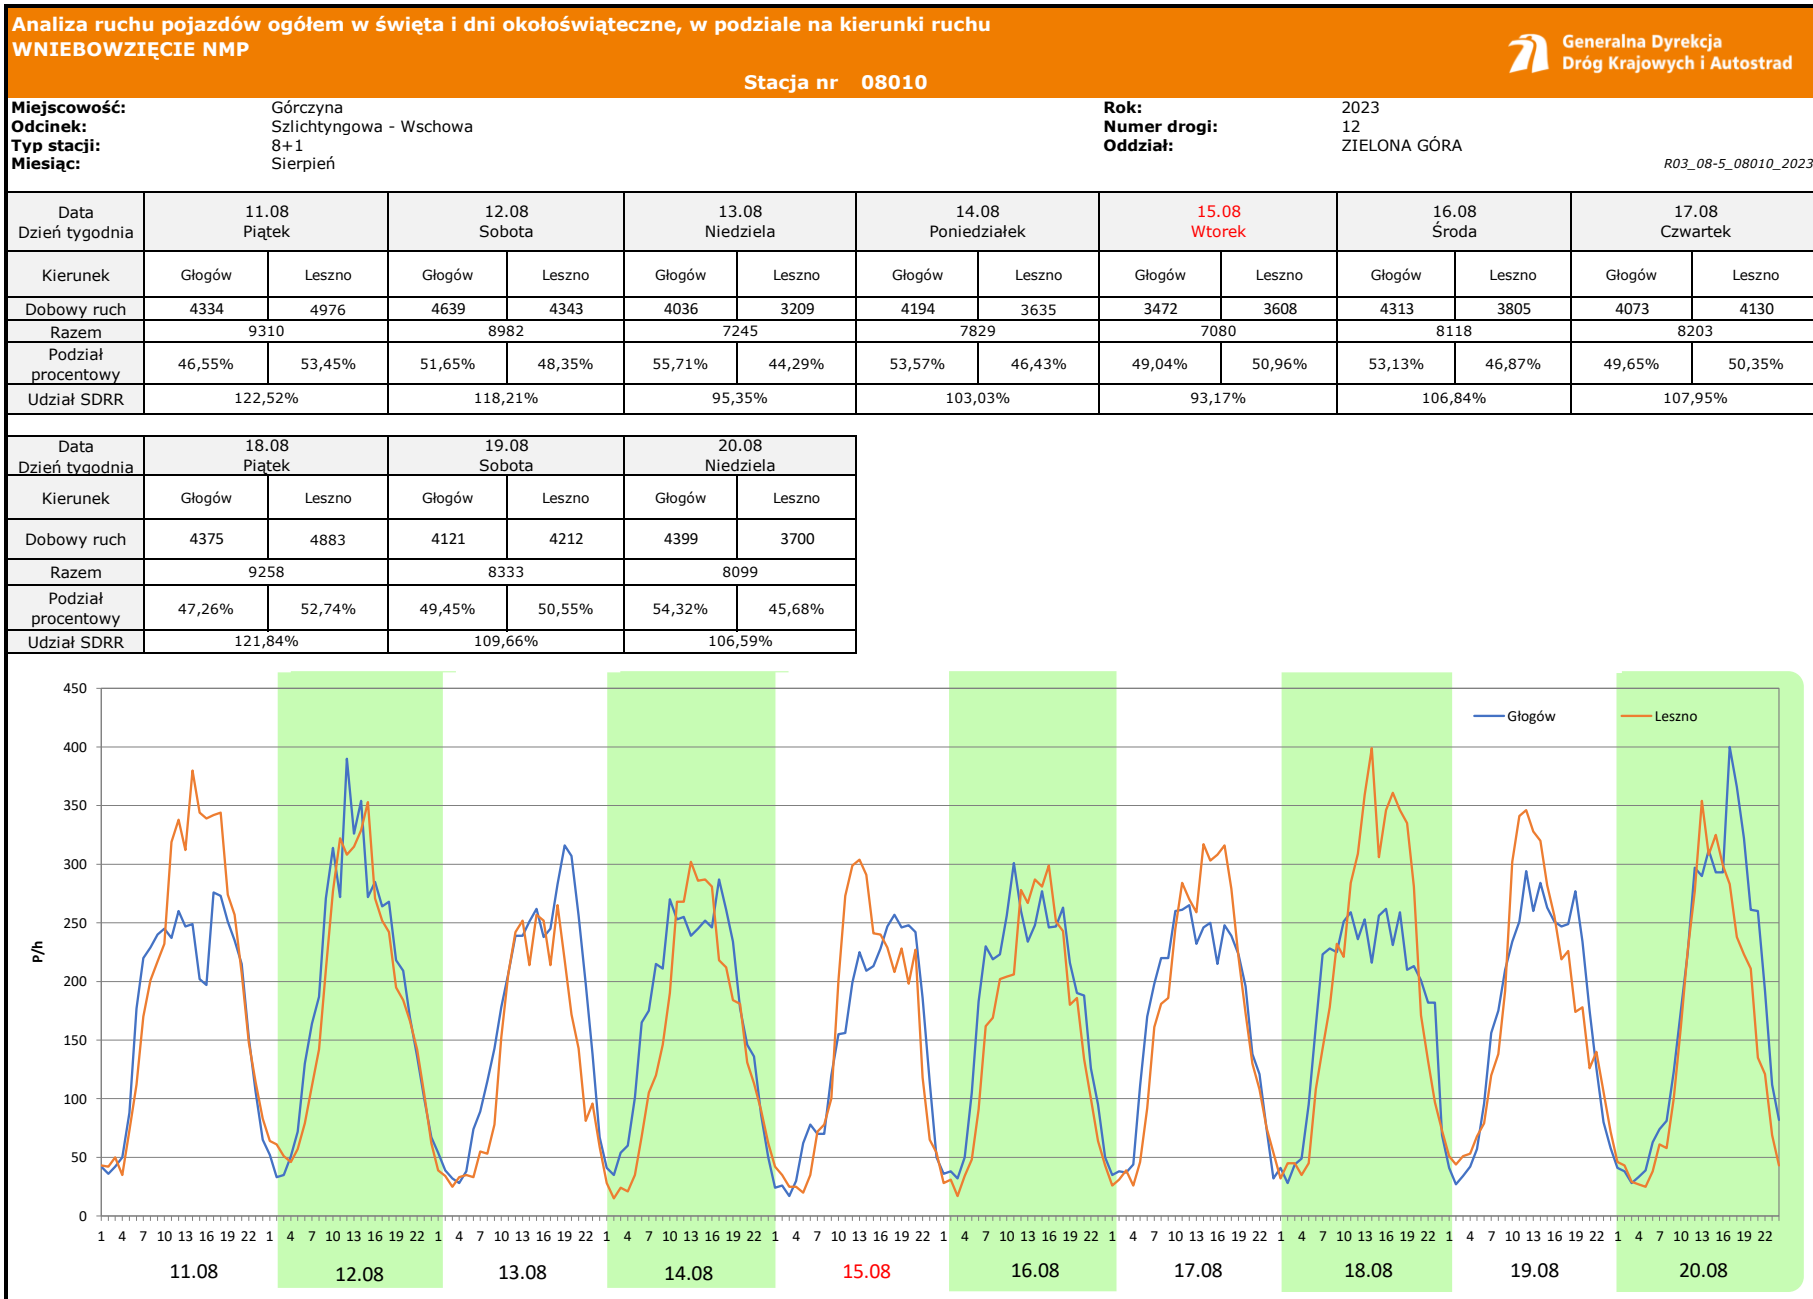 Analiza ruchu pojazdów ogółem w święta i dni okołoświąteczne, w podziale na kierunki ruchu
WNIEBOWZIĘCIE NMP
Generalna Dyrekcja
Dróg Krajowych i Autostrad
Stacja nr 08010
Miejscowość: Górczyna Rok: 2023
Odcinek: Szlichtyngowa - Wschowa Numer drogi: 12
Typ stacji: 8+1 Oddział: ZIELONA GÓRA
Miesiąc: Sierpień R03_08-5_08010_2023
Data 11.08 12.08 13.08 14.08 15.08 16.08 17.08
Dzień tygodnia Piątek Sobota Niedziela Poniedziałek Wtorek Środa Czwartek
Kierunek Głogów Leszno Głogów Leszno Głogów Leszno Głogów Leszno Głogów Leszno Głogów Leszno Głogów Leszno
Dobowy ruch 4334 4976 4639 4343 4036 3209 4194 3635 3472 3608 4313 3805 4073 4130
Razem 9310 8982 7245 7829 7080 8118 8203
Podział
procentowy 46,55% 53,45% 51,65% 48,35% 55,71% 44,29% 53,57% 46,43% 49,04% 50,96% 53,13% 46,87% 49,65% 50,35%
Udział SDRR 122,52% 118,21% 95,35% 103,03% 93,17% 106,84% 107,95%
Data 18.08 19.08 20.08
Dzień tygodnia Piątek Sobota Niedziela
Kierunek Głogów Leszno Głogów Leszno Głogów Leszno
Dobowy ruch 4375 4883 4121 4212 4399 3700
Razem 9258 8333 8099
Podział
procentowy 47,26% 52,74% 49,45% 50,55% 54,32% 45,68%
Udział SDRR 121,84% 109,66% 106,59%
450
Głogów Leszno
400
350
300
250
P/h
200
150
100
50
0
1 4 7 10 13 16 19 22 1 4 7 10 13 16 19 22 1 4 7 10 13 16 19 22 1 4 7 10 13 16 19 22 1 4 7 10 13 16 19 22 1 4 7 10 13 16 19 22 1 4 7 10 13 16 19 22 1 4 7 10 13 16 19 22 1 4 7 10 13 16 19 22 1 4 7 10 13 16 19 22
11.08 12.08 13.08 14.08 15.08 16.08 17.08 18.08 19.08 20.08